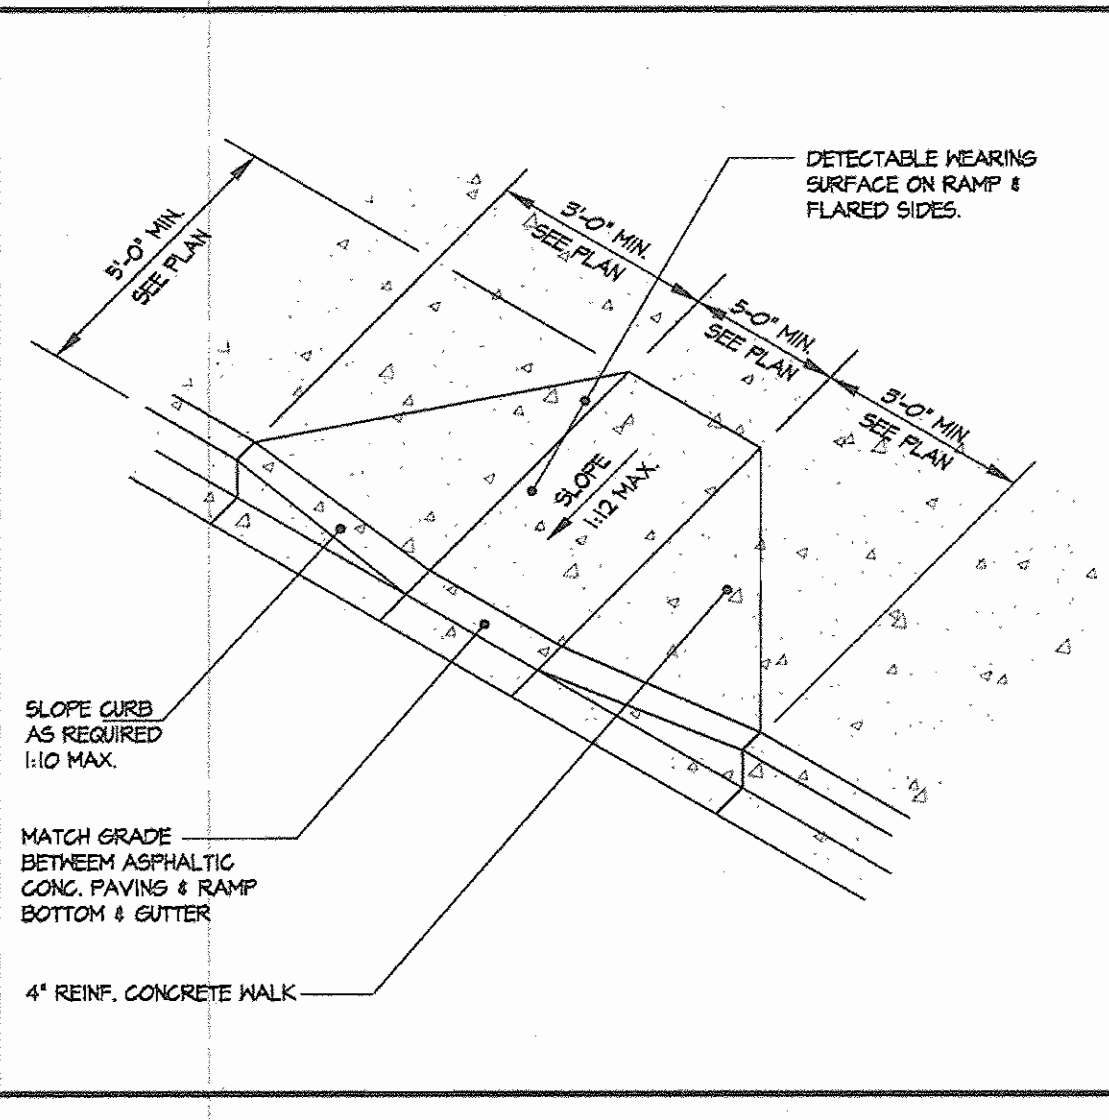 DETECTABLE WEARING
SURFACE ON RAMP &
FLARED SIDES.
5'-0" MIN.
SEE PLAN
3'-0" MIN.
SEE PLAN
5-0" MIN.
SEE PLAN
3'-0" MIN.
SEE PLAN
SLOPE
1:12 MAX.
SLOPE CURB
AS REQUIRED
1:10 MAX.
MATCH GRADE
BETWEEM ASPHALTIC
CONC. PAVING & RAMP
BOTTOM & GUTTER
4" REINF. CONCRETE WALK